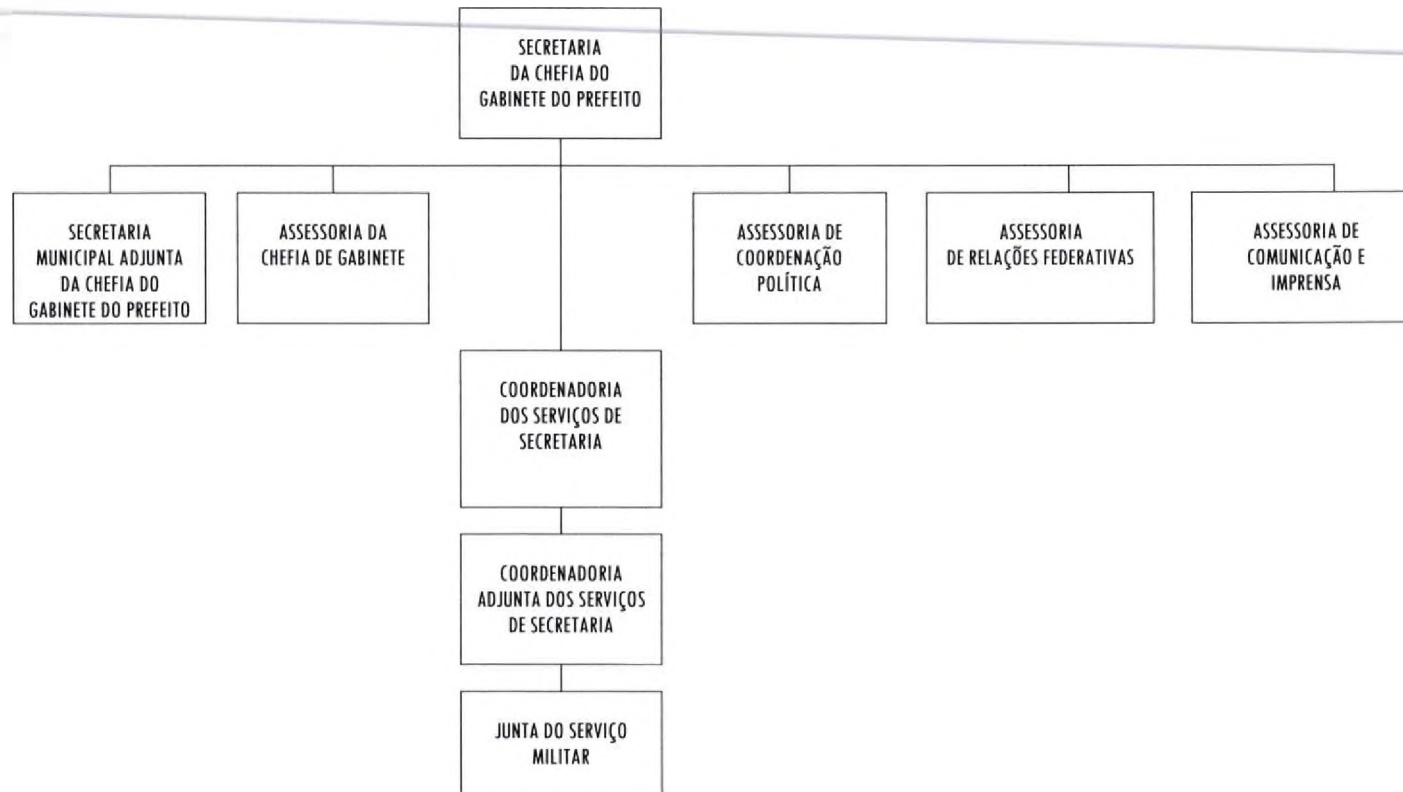 SECRETARIA
DA CHEFIA DO
GABINETE DO PREFEITO
SECRETARIA
MUNICIPAL ADJUNTA
DA CHEFIA DO
GABINETE DO PREFEITO
ASSESSORIA DA
CHEFIA DE GABINETE
ASSESSORIA DE
COORDENAÇÃO
POLÍTICA
ASSESSORIA
DE RELAÇÕES FEDERATIVAS
ASSESSORIA DE
COMUNICAÇÃO E
IMPRENSA
COORDENADORIA
DOS SERVIÇOS DE
SECRETARIA
COORDENADORIA
ADJUNTA DOS SERVIÇOS
DE SECRETARIA
JUNTA DO SERVIÇO
MILITAR